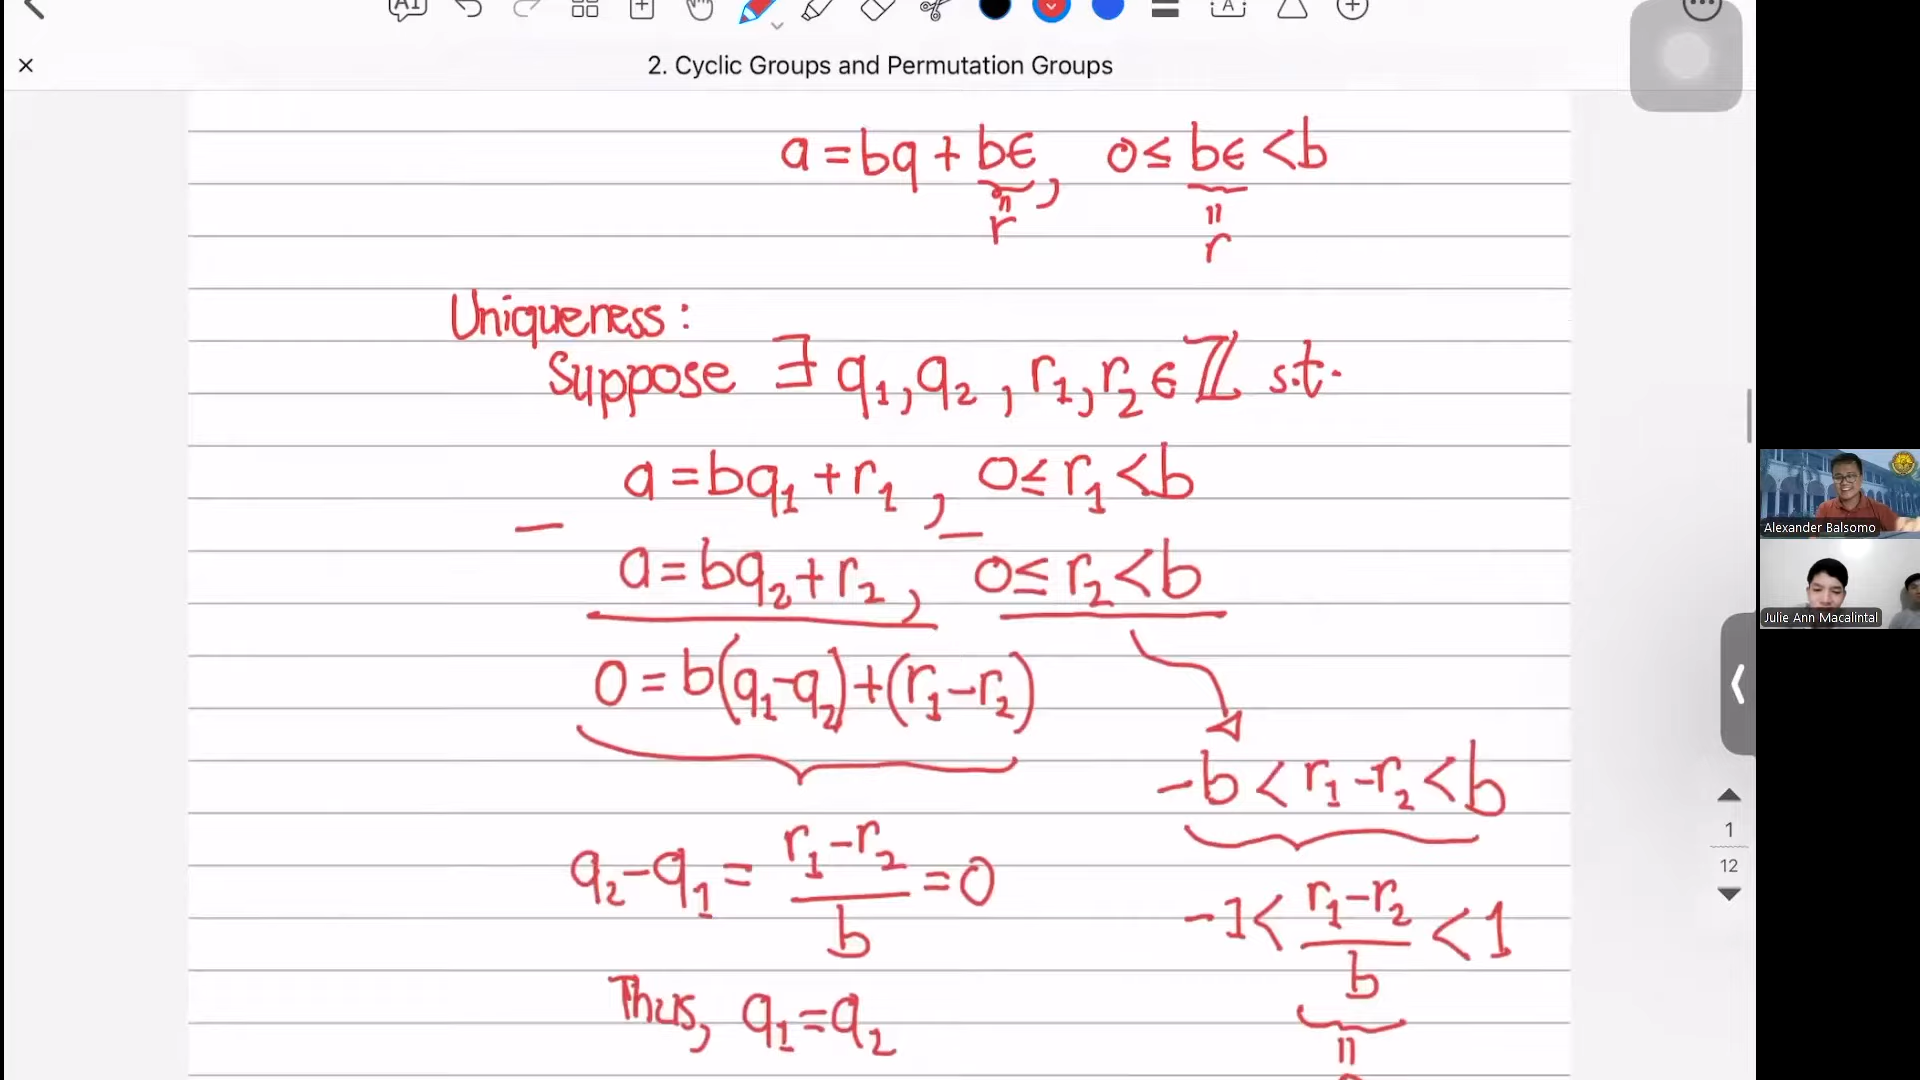 2. Cyclic Groups and Permutation Groups
a = bq + bϵ, 0 ≤ bϵ < b
= =
r r
Uniqueness:
Suppose ∃ q₁, q₂, r₁, r₂ ∈ ℤ s.t.
a = bq₁ + r₁, 0 ≤ r₁ < b
− −
a = bq₂ + r₂, 0 ≤ r₂ < b
0 = b(q₁ − q₂) + (r₁ − r₂)
−b < r₁ − r₂ < b
q₂ − q₁ = (r₁ − r₂)/b = 0
−1 < (r₁ − r₂)/b < 1
Thus, q₁ = q₂
=
Alexander Balsomo
Julie Ann Macalintal
1
12